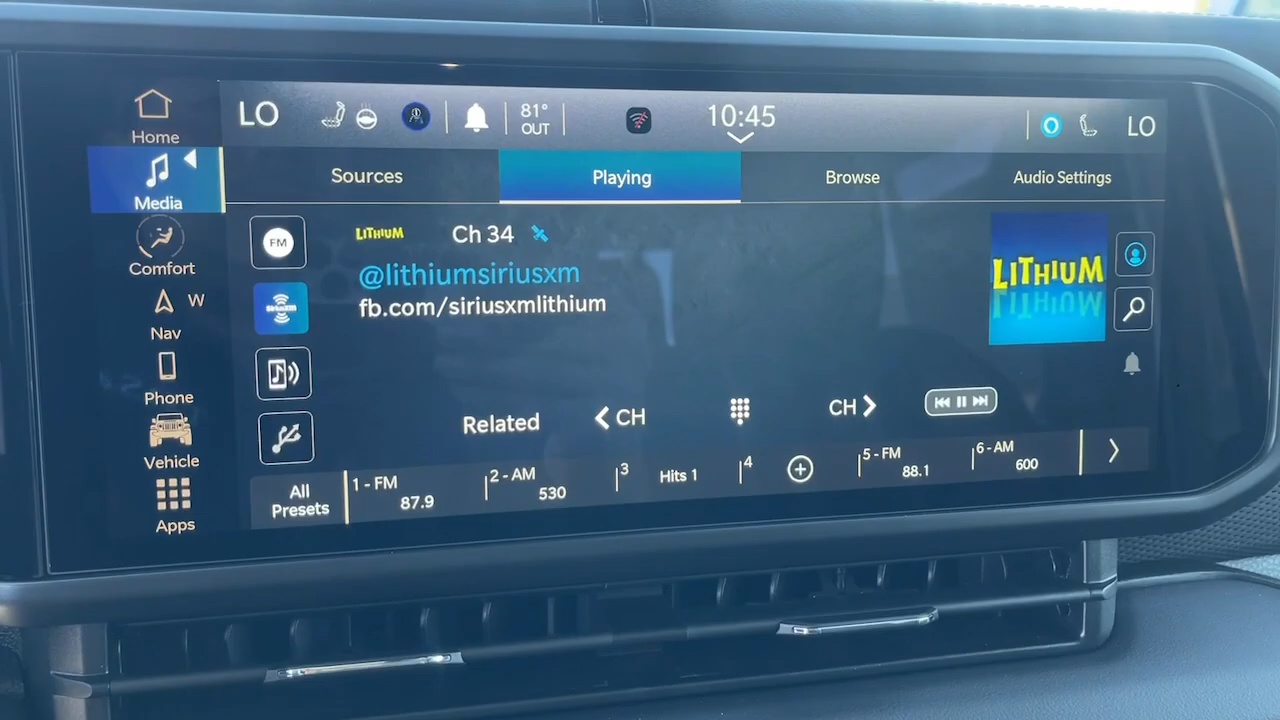 LO
81°
OUT
10:45
LO
Home
Media
Comfort
Nav
W
Phone
Vehicle
Apps
Sources
Playing
Browse
Audio Settings
FM
siriusxm
LITHIUM
Ch 34
@lithiumsiriusxm
fb.com/siriusxmlithium
LITHIUM
Related
CH
CH
All
Presets
1 - FM
87.9
2 - AM
530
3
Hits 1
4
5 - FM
88.1
6 - AM
600